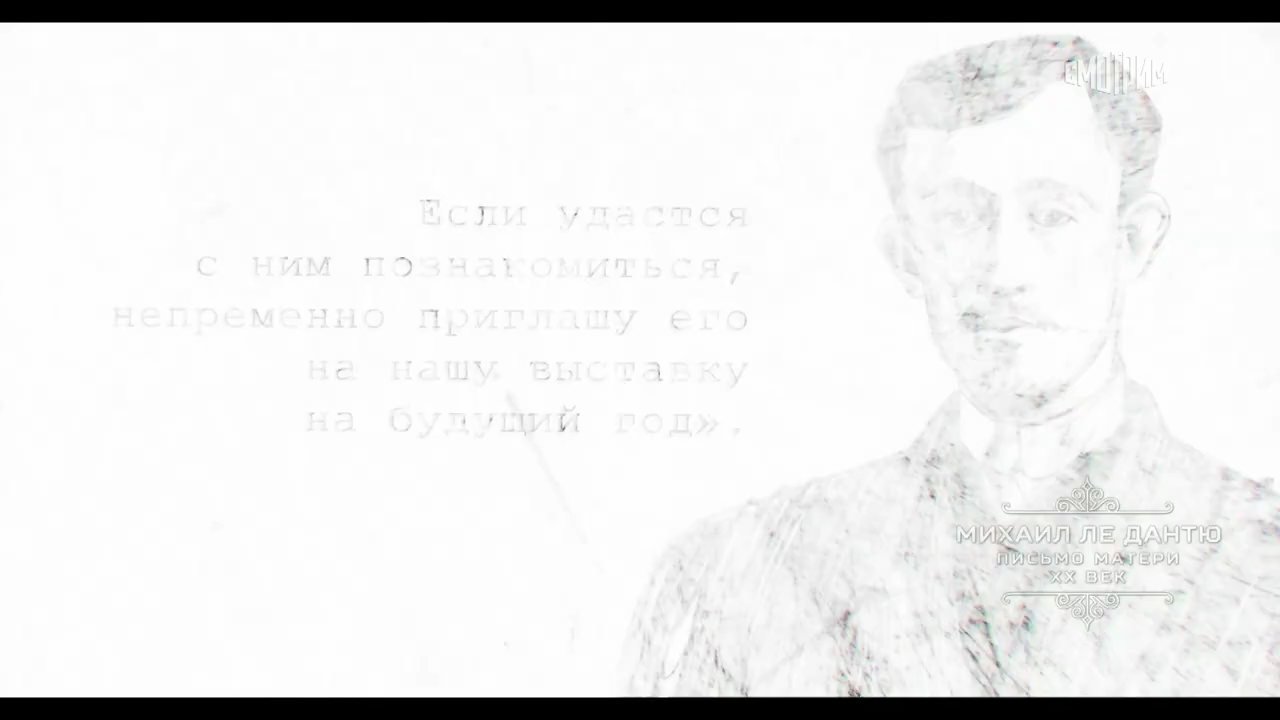 СМОТРИМ
Если удастся
с ним познакомиться,
непременно приглашу его
на нашу выставку
на будущий год».
МИХАИЛ ЛЕ ДАНТЮ
ПИСЬМО МАТЕРИ
XX ВЕК